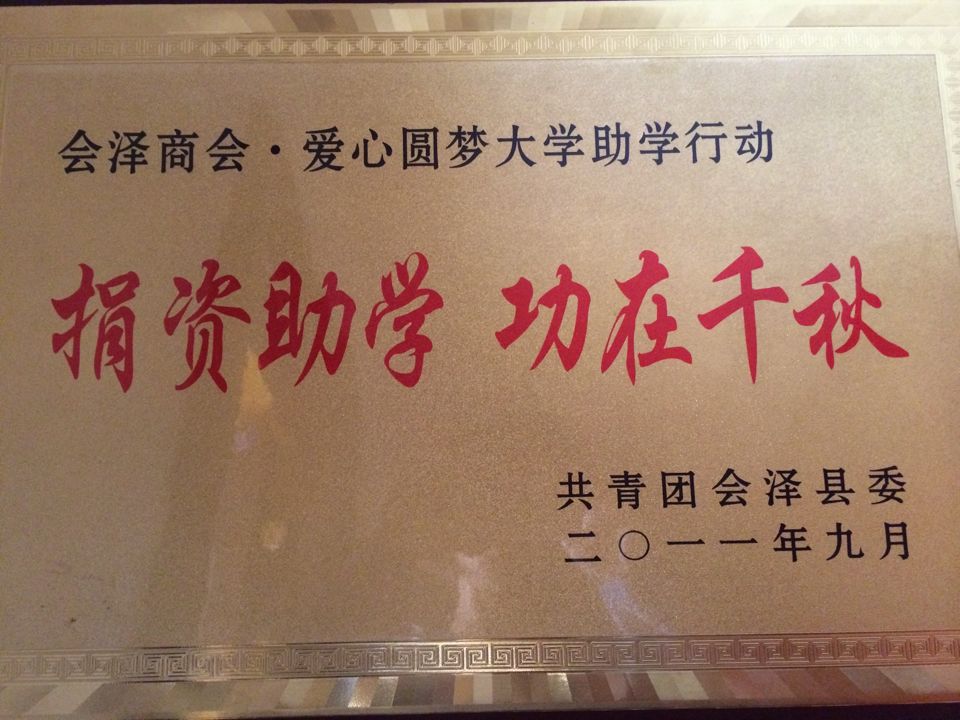 会泽商会·爱心圆梦大学助学行动
捐资助学 功在千秋
共青团会泽县委
二〇一一年九月